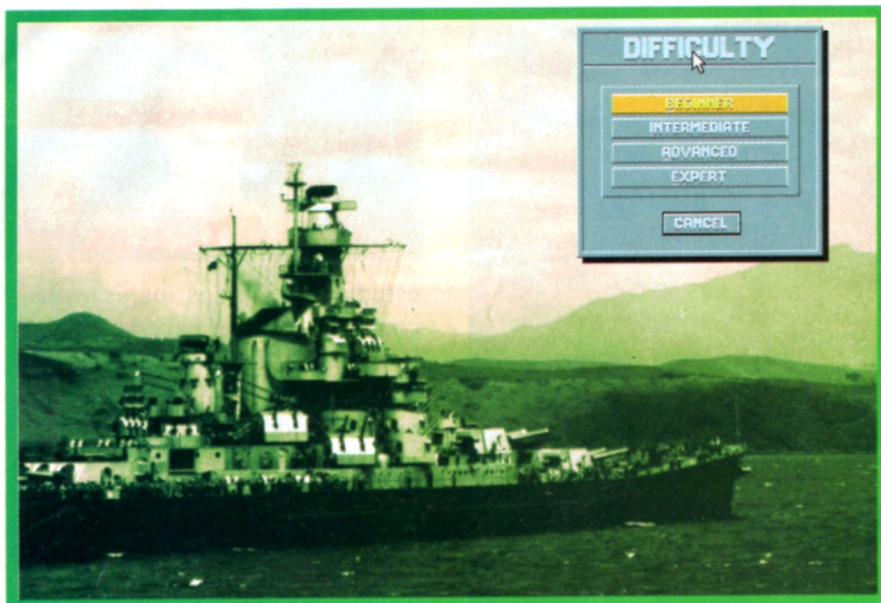 DIFFICULTY
BEGINNER
INTERMEDIATE
ADVANCED
EXPERT
CANCEL